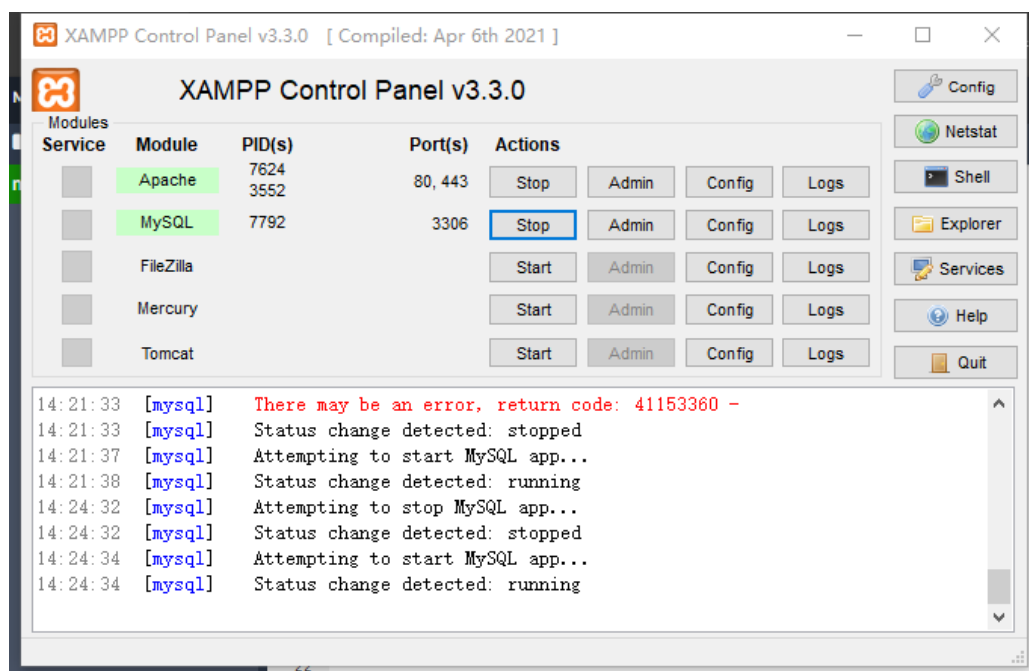 XAMPP Control Panel v3.3.0 [ Compiled: Apr 6th 2021 ]
XAMPP Control Panel v3.3.0
Config
Modules
Service Module PID(s) Port(s) Actions
Netstat
Apache 7624 3552 80, 443 Stop Admin Config Logs
Shell
MySQL 7792 3306 Stop Admin Config Logs
Explorer
FileZilla Start Admin Config Logs
Services
Mercury Start Admin Config Logs
Help
Tomcat Start Admin Config Logs
Quit
14:21:33 [mysql] There may be an error, return code: 41153360 -
14:21:33 [mysql] Status change detected: stopped
14:21:37 [mysql] Attempting to start MySQL app...
14:21:38 [mysql] Status change detected: running
14:24:32 [mysql] Attempting to stop MySQL app...
14:24:32 [mysql] Status change detected: stopped
14:24:34 [mysql] Attempting to start MySQL app...
14:24:34 [mysql] Status change detected: running